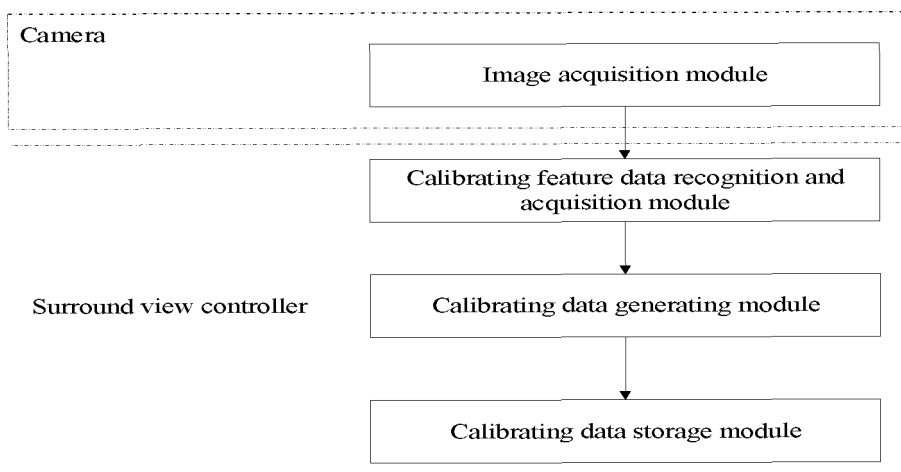 Camera
Image acquisition module
Calibrating feature data recognition and
acquisition module
Surround view controller
Calibrating data generating module
Calibrating data storage module